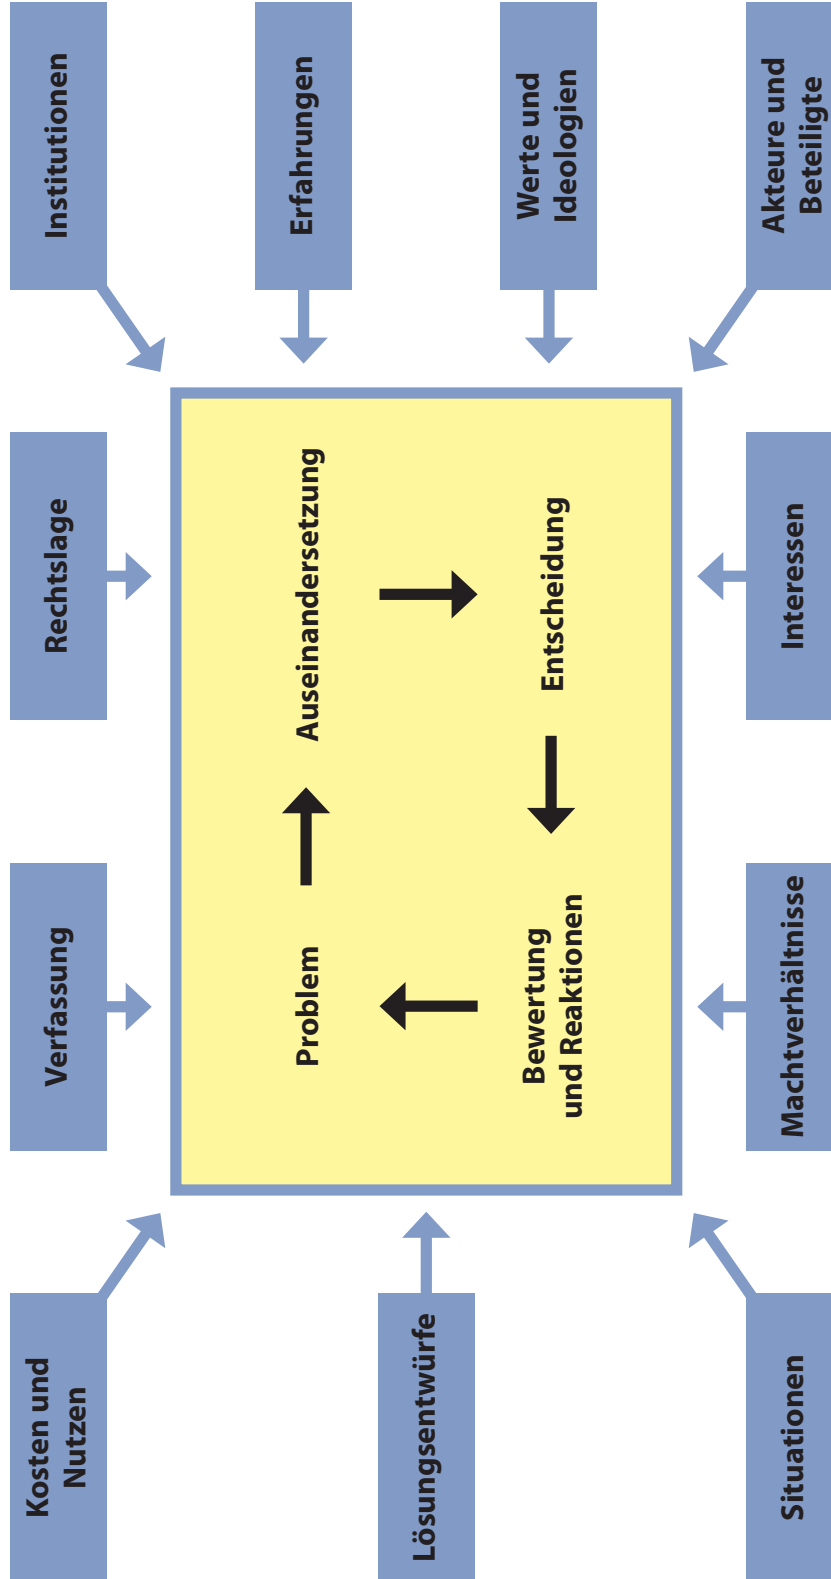 Kosten und
Nutzen
Verfassung
Rechtslage
Institutionen
Lösungsentwürfe
Problem
Auseinandersetzung
Erfahrungen
Bewertung
und Reaktionen
Entscheidung
Werte und
Ideologien
Situationen
Machtverhältnisse
Interessen
Akteure und
Beteiligte